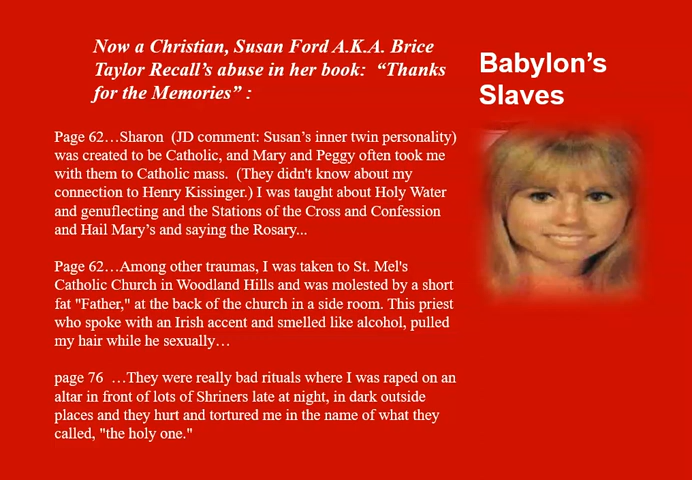 Now a Christian, Susan Ford A.K.A. Brice
Taylor Recall’s abuse in her book:  “Thanks
for the Memories” :
Babylon’s
Slaves
Page 62…Sharon  (JD comment: Susan’s inner twin personality)
was created to be Catholic, and Mary and Peggy often took me
with them to Catholic mass.  (They didn't know about my
connection to Henry Kissinger.) I was taught about Holy Water
and genuflecting and the Stations of the Cross and Confession
and Hail Mary’s and saying the Rosary...
Page 62…Among other traumas, I was taken to St. Mel's
Catholic Church in Woodland Hills and was molested by a short
fat "Father," at the back of the church in a side room. This priest
who spoke with an Irish accent and smelled like alcohol, pulled
my hair while he sexually…
page 76  …They were really bad rituals where I was raped on an
altar in front of lots of Shriners late at night, in dark outside
places and they hurt and tortured me in the name of what they
called, "the holy one."